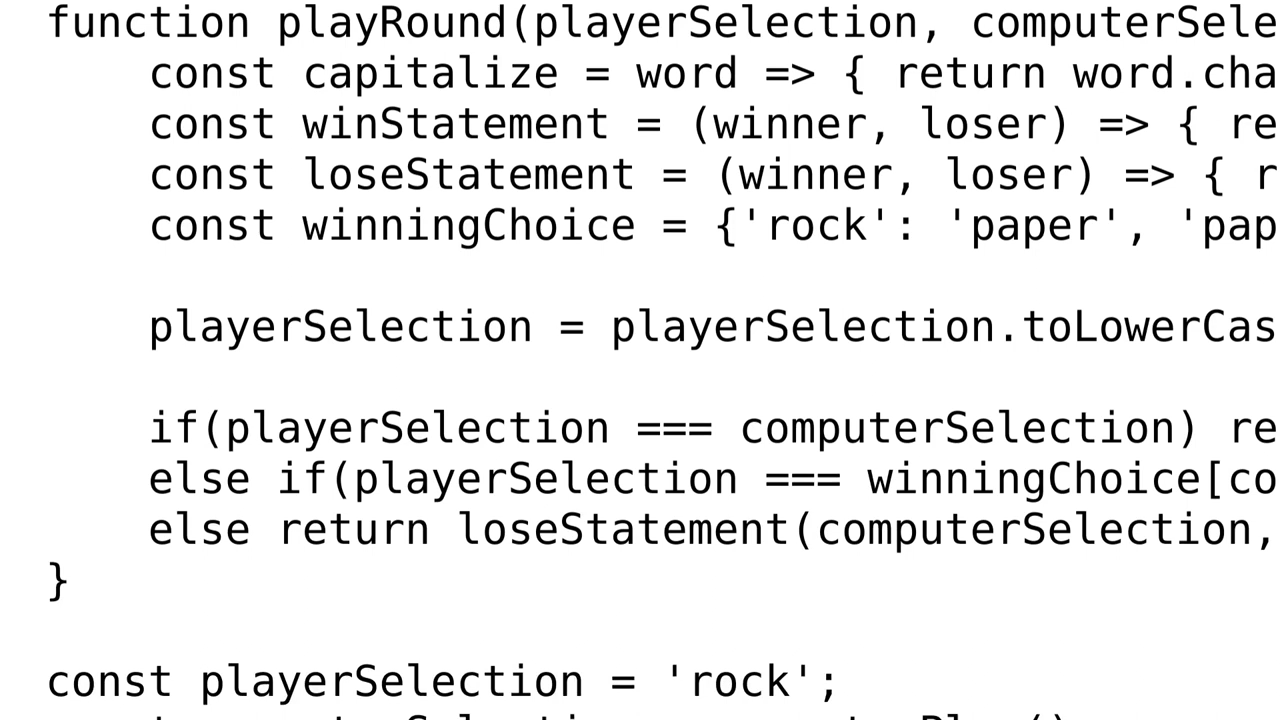 function playRound(playerSelection, computerSele
const capitalize = word => { return word.cha
const winStatement = (winner, loser) => { re
const loseStatement = (winner, loser) => { r
const winningChoice = {'rock': 'paper', 'pap
playerSelection = playerSelection.toLowerCas
if(playerSelection === computerSelection) re
else if(playerSelection === winningChoice[co
else return loseStatement(computerSelection,
}
const playerSelection = 'rock';